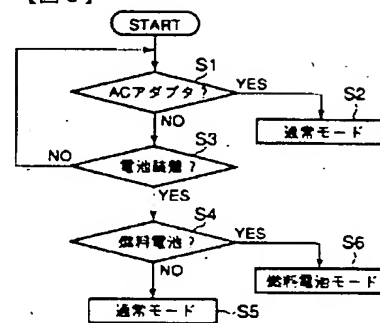 START
S1
ACアダプタ?
YES
S2
NO
通常モード
S3
NO
電池装着?
YES
S4
燃料電池?
YES
S6
NO
燃料電池モード
通常モード
S5